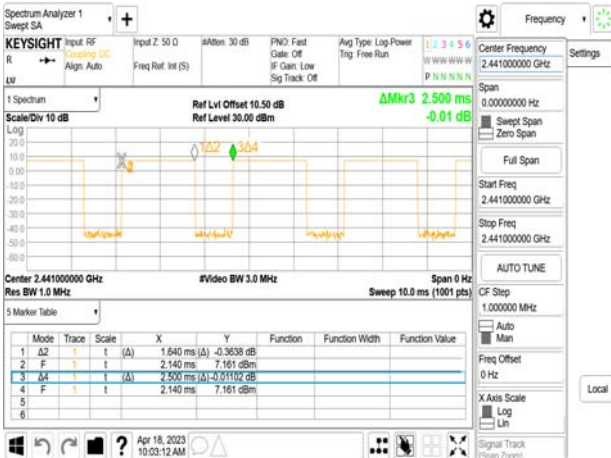 Spectrum Analyzer 1
Swept SA
+
Frequency
KEYSIGHT
R
Input: RF
Coupling: DC
Align: Auto
Input Z: 50 Ω
Freq Ref: Int (S)
#Atten: 30 dB
PNO: Fast
Gate: Off
IF Gain: Low
Sig Track: Off
Avg Type: Log-Power
Trig: Free Run
1 2 3 4 5 6
W W W W W W
P N N N N N
1 Spectrum
Scale/Div 10 dB
Ref Lvl Offset 10.50 dB
Ref Level 30.00 dBm
ΔMkr3 2.500 ms
-0.01 dB
Log
20.0
10.0
0.00
-10.0
-20.0
-30.0
-40.0
-50.0
-60.0
1Δ2
3Δ4
Center 2.441000000 GHz
Res BW 1.0 MHz
#Video BW 3.0 MHz
Span 0 Hz
Sweep 10.0 ms (1001 pts)
5 Marker Table
Mode Trace Scale X Y Function Function Width Function Value
1 Δ2 1 t (Δ) 1.640 ms (Δ) -0.3638 dB
2 F 1 t 2.140 ms 7.161 dBm
3 Δ4 1 t (Δ) 2.500 ms (Δ) -0.01102 dB
4 F 1 t 2.140 ms 7.161 dBm
5
6
?
Apr 18, 2023
10:03:12 AM
Center Frequency
2.441000000 GHz
Span
0.00000000 Hz
Swept Span
Zero Span
Full Span
Start Freq
2.441000000 GHz
Stop Freq
2.441000000 GHz
AUTO TUNE
CF Step
1.000000 MHz
Auto
Man
Freq Offset
0 Hz
X Axis Scale
Log
Lin
Signal Track
(Span Zoom)
Settings
Local